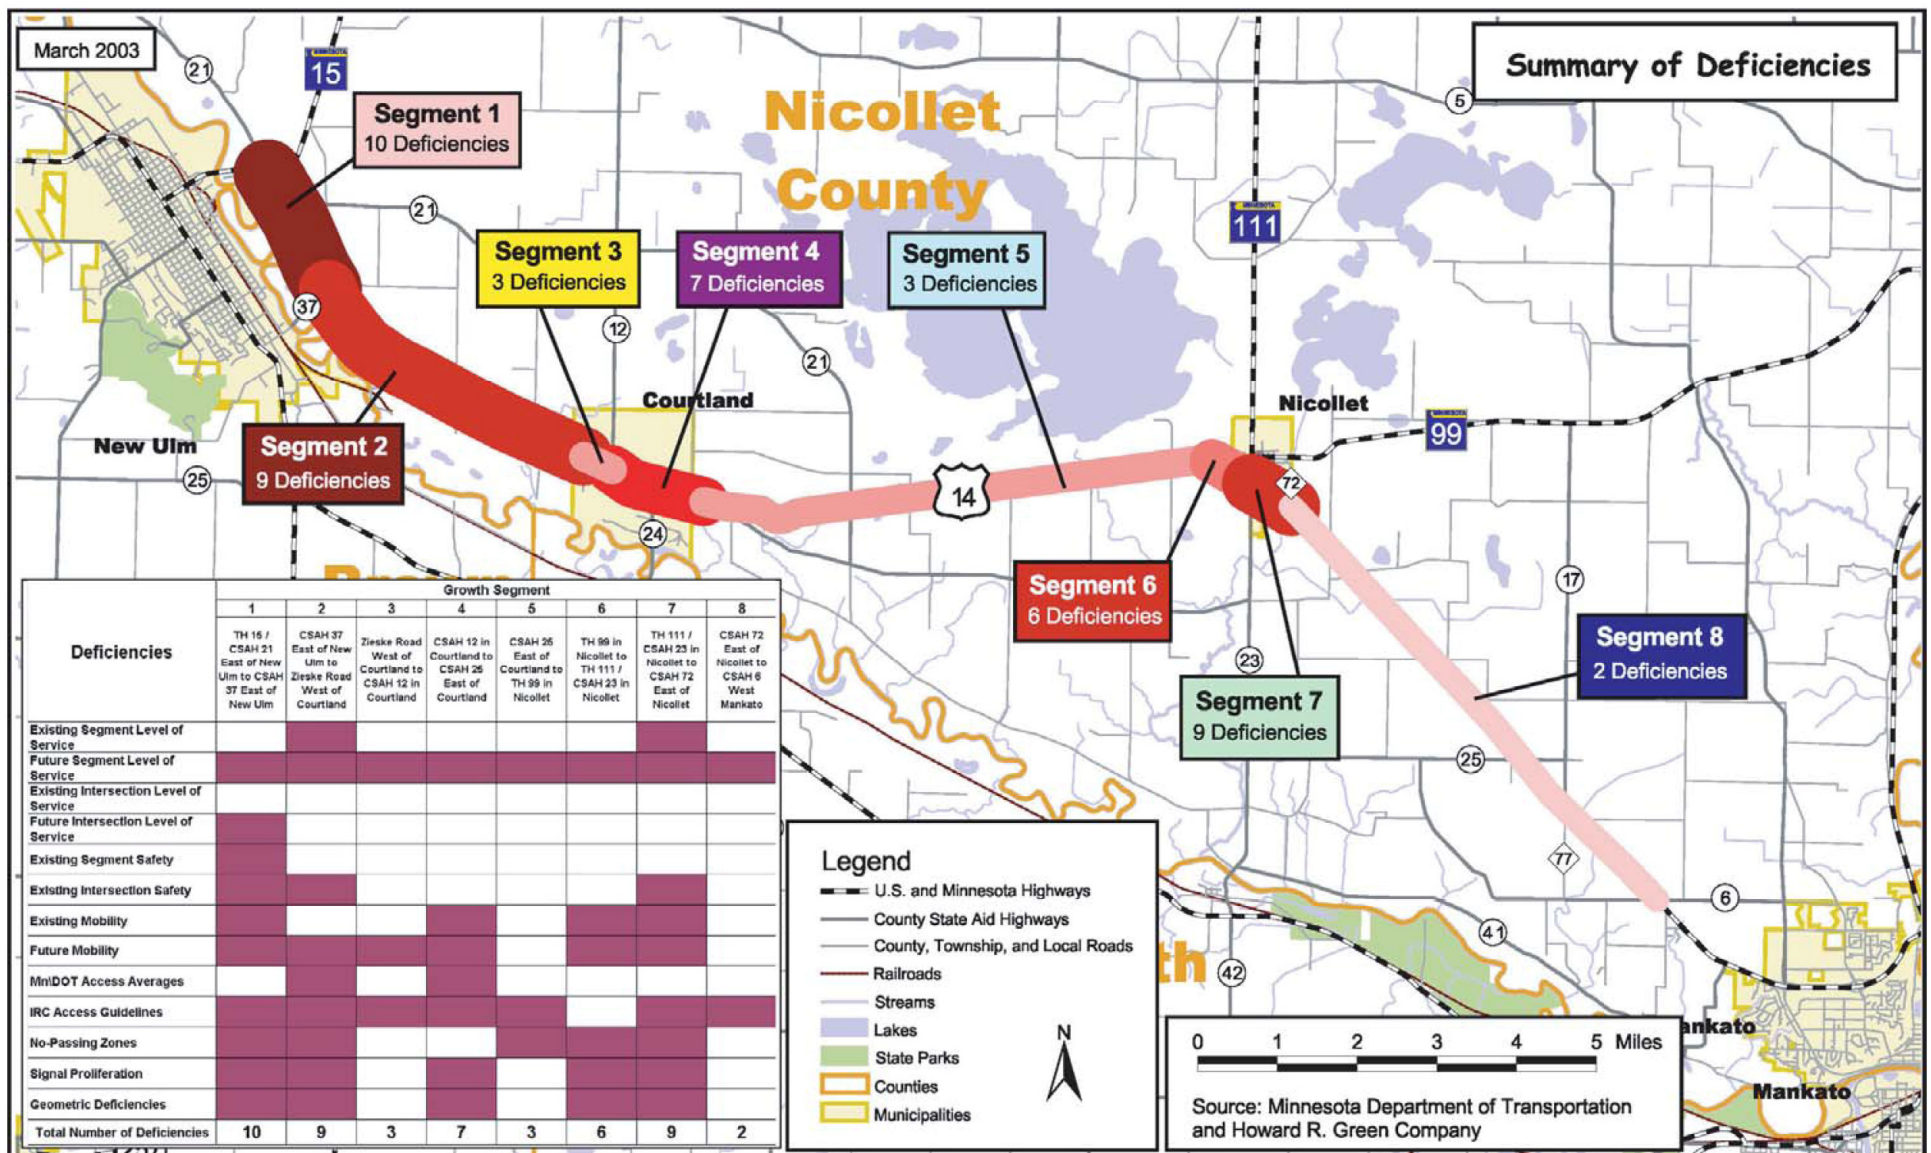 March 2003
Summary of Deficiencies
21
MINNESOTA
15
Segment 1
10 Deficiencies
Nicollet
County
5
21
MINNESOTA
111
Segment 3
3 Deficiencies
Segment 4
7 Deficiencies
Segment 5
3 Deficiencies
37
12
21
Courtland
Nicollet
MINNESOTA
99
New Ulm
Segment 2
9 Deficiencies
25
14
72
24
Segment 6
6 Deficiencies
17
Segment 8
2 Deficiencies
23
Segment 7
9 Deficiencies
25
77
6
41
42
th
ankato
Mankato
Deficiencies
Growth Segment
1 2 3 4 5 6 7 8
TH 15 / CSAH 21 East of New Ulm to CSAH 37 East of New Ulm
CSAH 37 East of New Ulm to Zieske Road West of Courtland
Zieske Road West of Courtland to CSAH 12 in Courtland
CSAH 12 in Courtland to CSAH 25 East of Courtland
CSAH 25 East of Courtland to TH 99 in Nicollet
TH 99 in Nicollet to TH 111 / CSAH 23 in Nicollet
TH 111 / CSAH 23 in Nicollet to CSAH 72 East of Nicollet
CSAH 72 East of Nicollet to CSAH 6 West Mankato
Existing Segment Level of
Service
Future Segment Level of
Service
Existing Intersection Level of
Service
Future Intersection Level of
Service
Existing Segment Safety
Existing Intersection Safety
Existing Mobility
Future Mobility
Mn\DOT Access Averages
IRC Access Guidelines
No-Passing Zones
Signal Proliferation
Geometric Deficiencies
Total Number of Deficiencies 10 9 3 7 3 6 9 2
Legend
U.S. and Minnesota Highways
County State Aid Highways
County, Township, and Local Roads
Railroads
Streams
Lakes
State Parks
Counties
Municipalities
N
0 1 2 3 4 5 Miles
Source: Minnesota Department of Transportation
and Howard R. Green Company